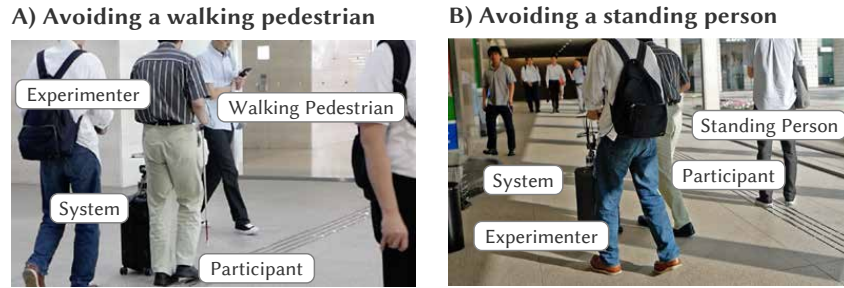 A) Avoiding a walking pedestrian
Experimenter
Walking Pedestrian
System
Participant
B) Avoiding a standing person
Standing Person
Participant
System
Experimenter